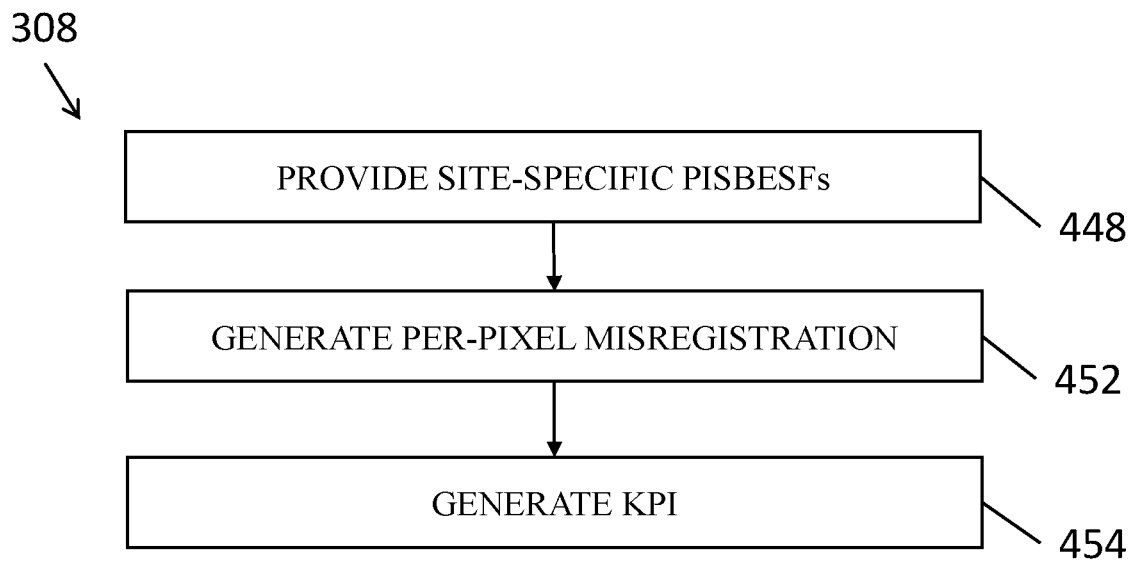 308
PROVIDE SITE-SPECIFIC PISBESFs
448
GENERATE PER-PIXEL MISREGISTRATION
452
GENERATE KPI
454